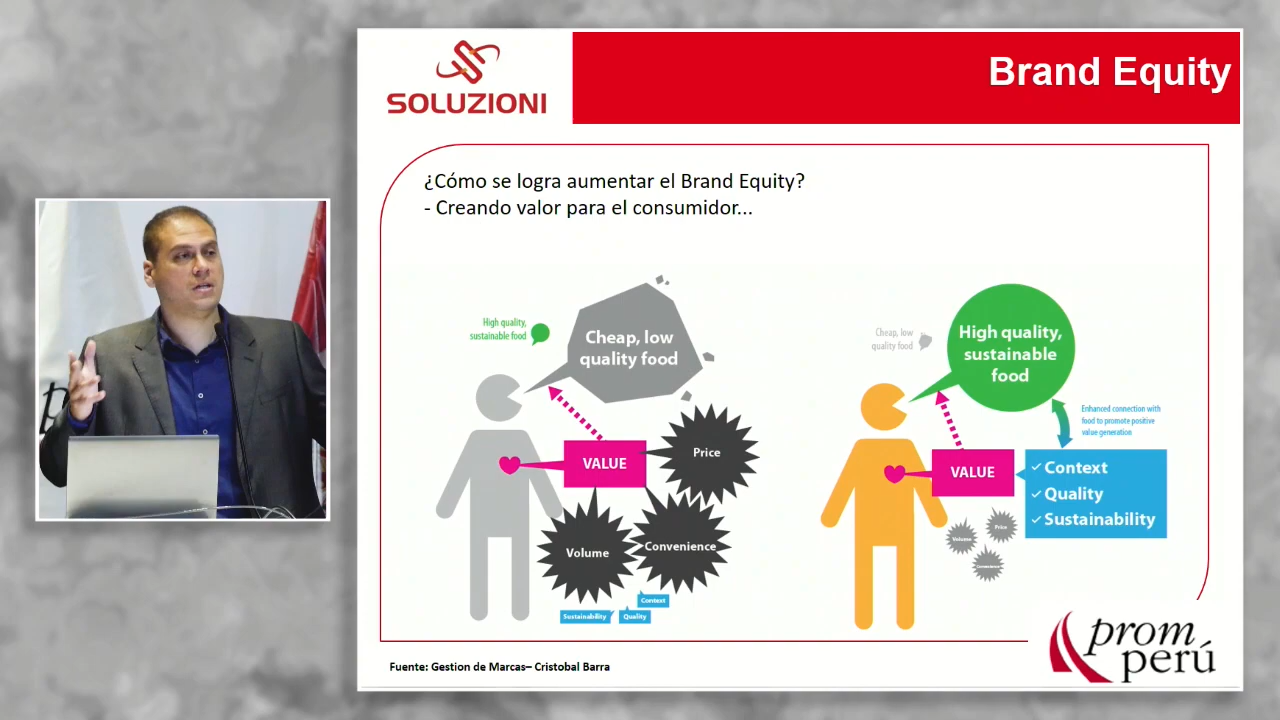 SOLUZIONI
Brand Equity
¿Cómo se logra aumentar el Brand Equity?
- Creando valor para el consumidor...
High quality,
sustainable food
Cheap, low
quality food
VALUE
Price
Volume
Convenience
Context
Sustainability
Quality
Cheap, low
quality food
High quality,
sustainable
food
Enhanced connection with
food to promote positive
value generation
VALUE
✓ Context
✓ Quality
✓ Sustainability
Price
Volume
Convenience
Fuente: Gestion de Marcas– Cristobal Barra
prom
perú